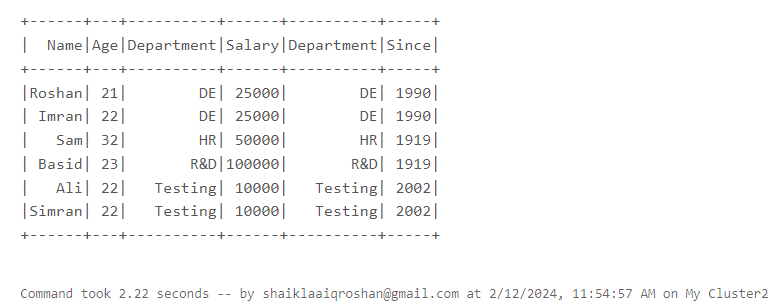 +------+---+----------+------+----------+-----+
|  Name|Age|Department|Salary|Department|Since|
+------+---+----------+------+----------+-----+
|Roshan| 21|        DE| 25000|        DE| 1990|
| Imran| 22|        DE| 25000|        DE| 1990|
|   Sam| 32|        HR| 50000|        HR| 1919|
| Basid| 23|       R&D|100000|       R&D| 1919|
|   Ali| 22|   Testing| 10000|   Testing| 2002|
|Simran| 22|   Testing| 10000|   Testing| 2002|
+------+---+----------+------+----------+-----+
Command took 2.22 seconds -- by shaiklaaiqroshan@gmail.com at 2/12/2024, 11:54:57 AM on My Cluster2